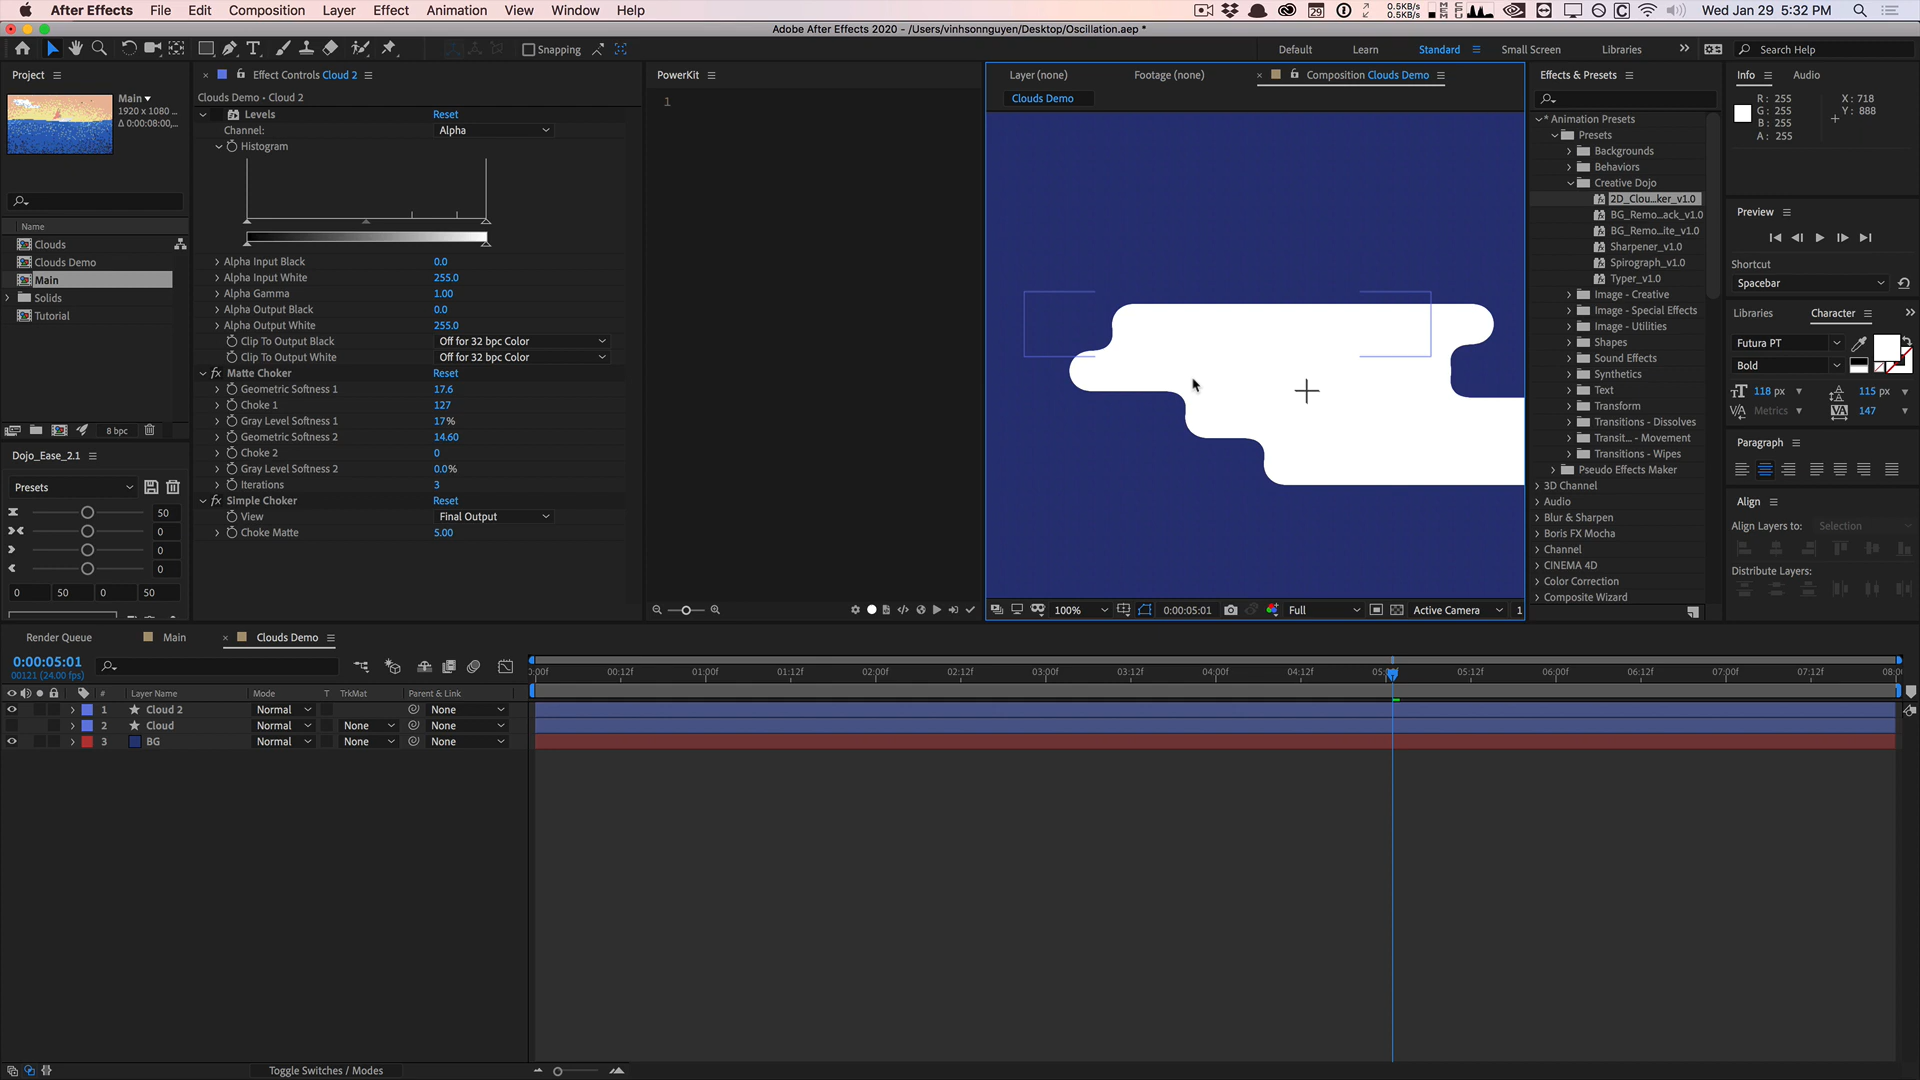 After Effects File Edit Composition Layer Effect Animation View Window Help
0.5KB/s
0.5KB/s
29
Wed Jan 29 5:32 PM
Adobe After Effects 2020 - /Users/vinhsonnguyen/Desktop/Oscillation.aep *
Snapping
Default Learn Standard Small Screen Libraries
Search Help
Project
Main
1920 x 1080
Δ 0:00:08:00,...
Name
Clouds
Clouds Demo
Main
Solids
Tutorial
8 bpc
Dojo_Ease_2.1
Presets
50
0
0
0
0 50 0 50
Effect Controls Cloud 2
Clouds Demo • Cloud 2
Levels Reset
Channel: Alpha
Histogram
Alpha Input Black 0.0
Alpha Input White 255.0
Alpha Gamma 1.00
Alpha Output Black 0.0
Alpha Output White 255.0
Clip To Output Black Off for 32 bpc Color
Clip To Output White Off for 32 bpc Color
fx Matte Choker Reset
Geometric Softness 1 17.6
Choke 1 127
Gray Level Softness 1 17%
Geometric Softness 2 14.60
Choke 2 0
Gray Level Softness 2 0.0%
Iterations 3
fx Simple Choker Reset
View Final Output
Choke Matte 5.00
PowerKit
1
Layer (none) Footage (none) Composition Clouds Demo
Clouds Demo
100% 0:00:05:01 Full Active Camera 1
Effects & Presets
* Animation Presets
Presets
Backgrounds
Behaviors
Creative Dojo
2D_Clou...ker_v1.0
BG_Remo...ack_v1.0
BG_Remo...ite_v1.0
Sharpener_v1.0
Spirograph_v1.0
Typer_v1.0
Image - Creative
Image - Special Effects
Image - Utilities
Shapes
Sound Effects
Synthetics
Text
Transform
Transitions - Dissolves
Transit... - Movement
Transitions - Wipes
Pseudo Effects Maker
3D Channel
Audio
Blur & Sharpen
Boris FX Mocha
Channel
CINEMA 4D
Color Correction
Composite Wizard
Info Audio
R: 255
G: 255
B: 255
A: 255
X: 718
Y: 888
Preview
Shortcut
Spacebar
Libraries Character
Futura PT
Bold
118 px 115 px
Metrics 147
Paragraph
Align
Align Layers to: Selection
Distribute Layers:
Render Queue Main Clouds Demo
0:00:05:01
00121 (24.00 fps)
# Layer Name Mode T TrkMat Parent & Link
1 Cloud 2 Normal None
2 Cloud Normal None None
3 BG Normal None None
:00f 00:12f 01:00f 01:12f 02:00f 02:12f 03:00f 03:12f 04:00f 04:12f 05:12f 06:00f 06:12f 07:00f 07:12f 08:00
Toggle Switches / Modes